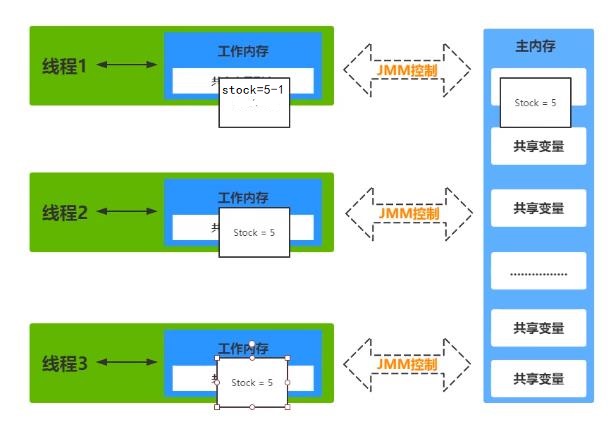 线程1
工作内存
stock=5-1
JMM控制
主内存
Stock = 5
共享变量
线程2
工作内存
Stock = 5
JMM控制
共享变量
................
线程3
工作内存
Stock = 5
JMM控制
共享变量
共享变量